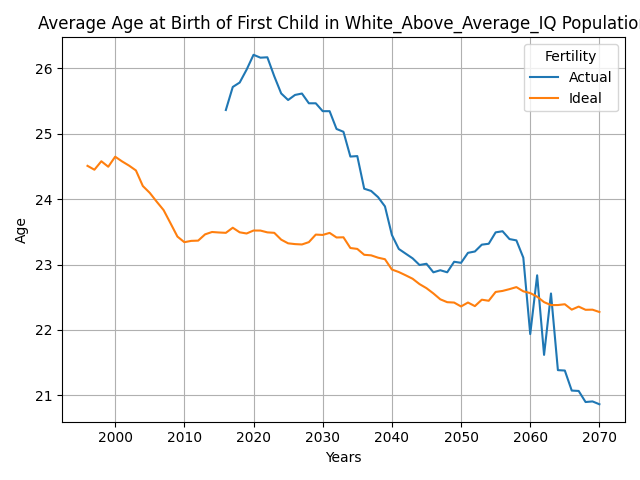 Average Age at Birth of First Child in White_Above_Average_IQ Population
Fertility
Actual
Ideal
26
25
24
23
22
21
Age
2000
2010
2020
2030
2040
2050
2060
2070
Years